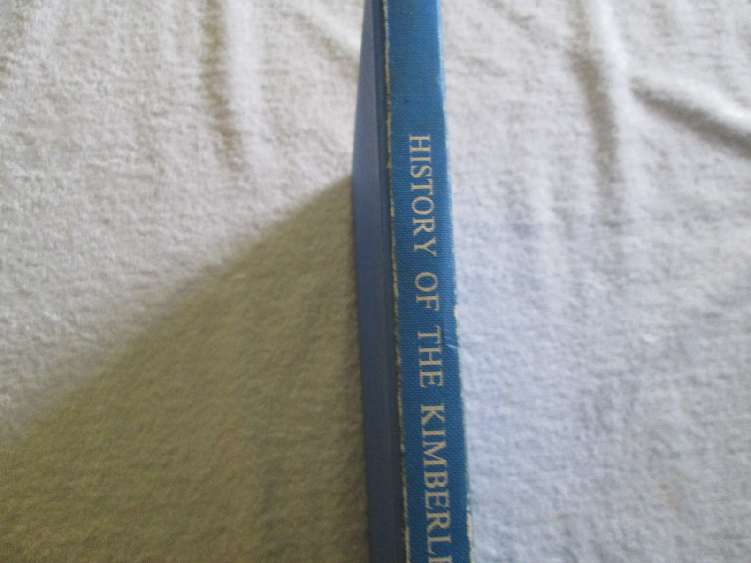 HISTORY OF THE KIMBERL